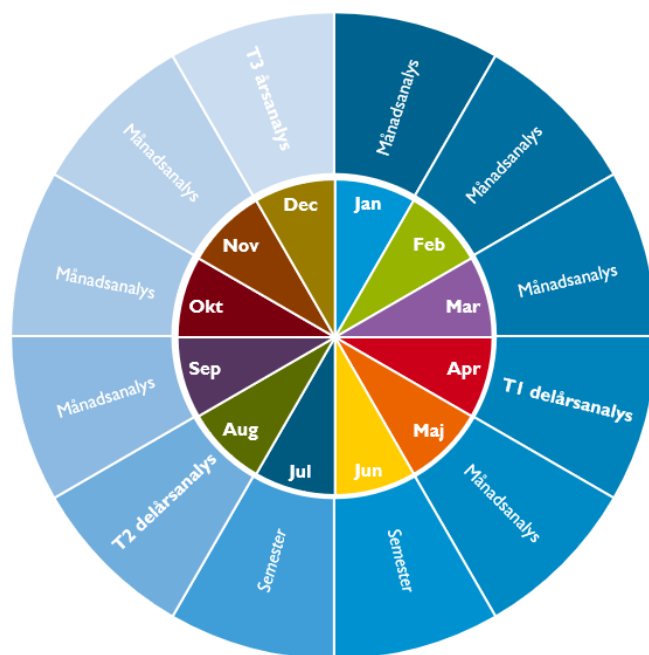 Månadsanalys
Månadsanalys
Månadsanalys
T1 delårsanalys
Månadsanalys
Semester
Semester
T2 delårsanalys
Månadsanalys
Månadsanalys
Månadsanalys
T3 årsanalys
Jan
Feb
Mar
Apr
Maj
Jun
Jul
Aug
Sep
Okt
Nov
Dec